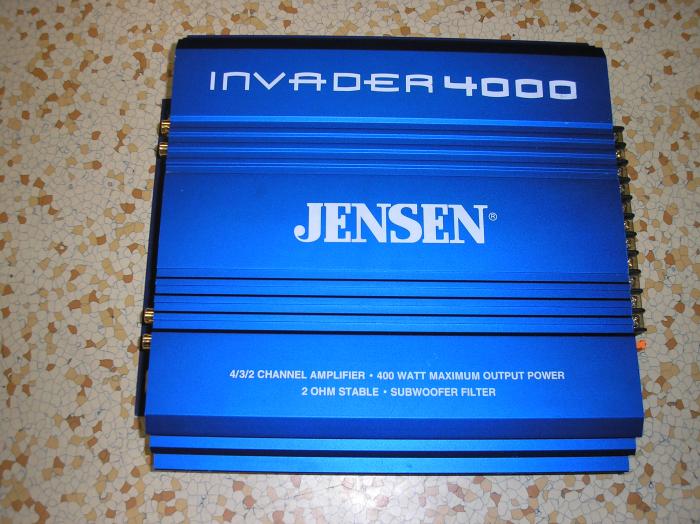 INVADER 4000
JENSEN®
4/3/2 CHANNEL AMPLIFIER • 400 WATT MAXIMUM OUTPUT POWER
2 OHM STABLE • SUBWOOFER FILTER